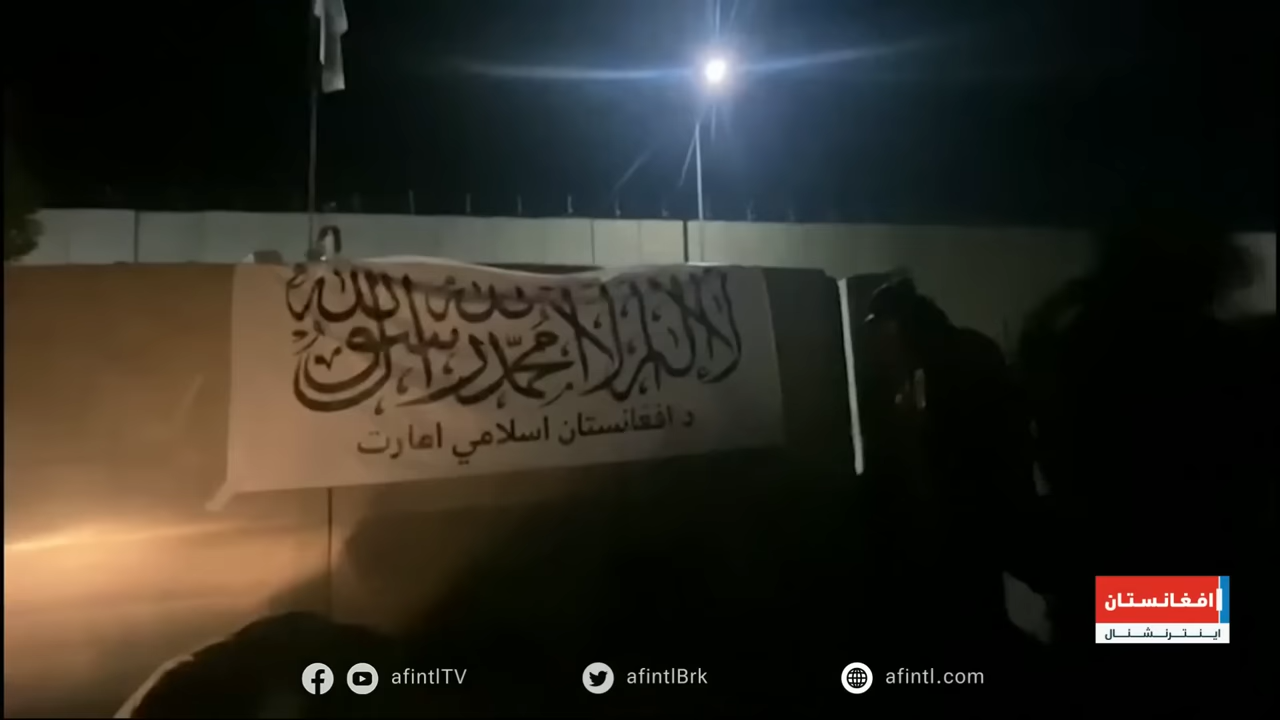 لا إله إلا الله محمد رسول الله
د افغانستان اسلامي امارت
افغانستان
اینترنشنال
afintlTV
afintlBrk
afintl.com